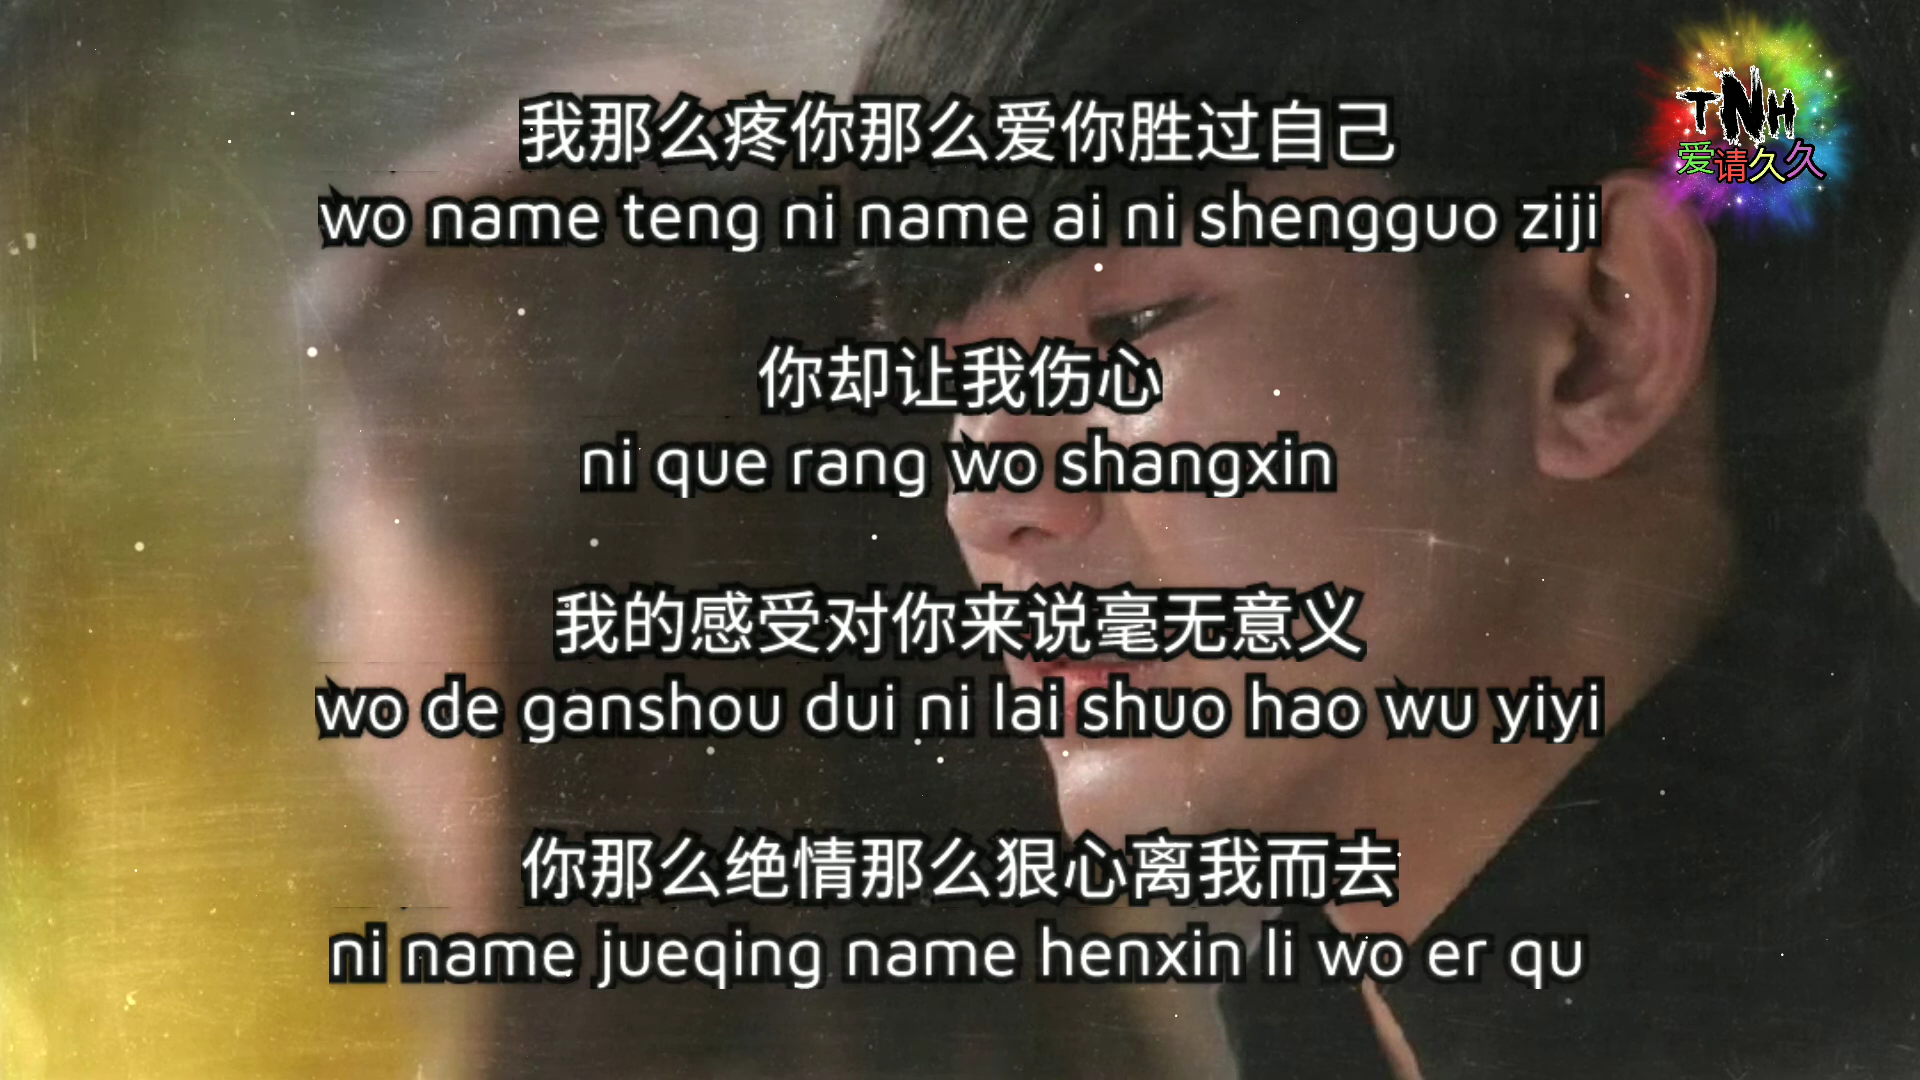 TNH
爱请久久
我那么疼你那么爱你胜过自己
wo name teng ni name ai ni shengguo ziji
你却让我伤心
ni que rang wo shangxin
我的感受对你来说毫无意义
wo de ganshou dui ni lai shuo hao wu yiyi
你那么绝情那么狠心离我而去
ni name jueqing name henxin li wo er qu